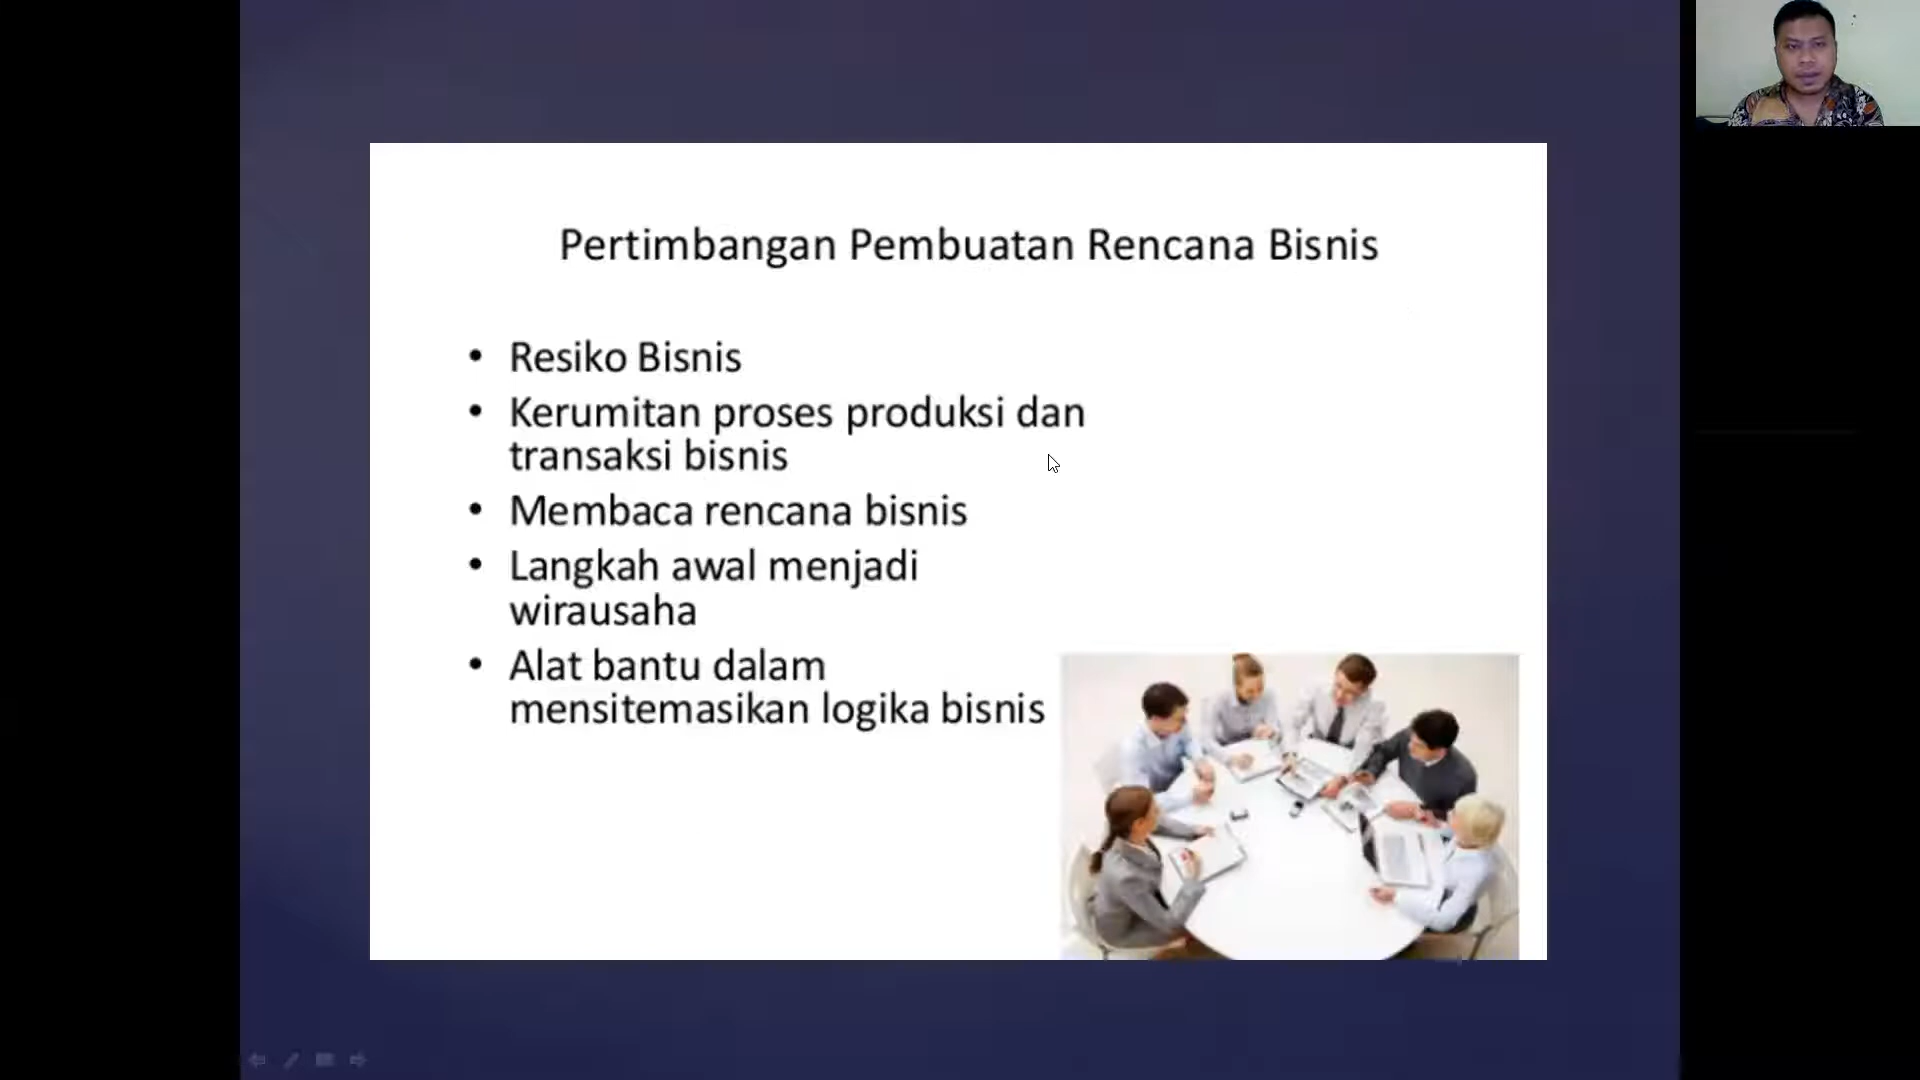 Pertimbangan Pembuatan Rencana Bisnis
• Resiko Bisnis
• Kerumitan proses produksi dan
transaksi bisnis
• Membaca rencana bisnis
• Langkah awal menjadi
wirausaha
• Alat bantu dalam
mensitemasikan logika bisnis